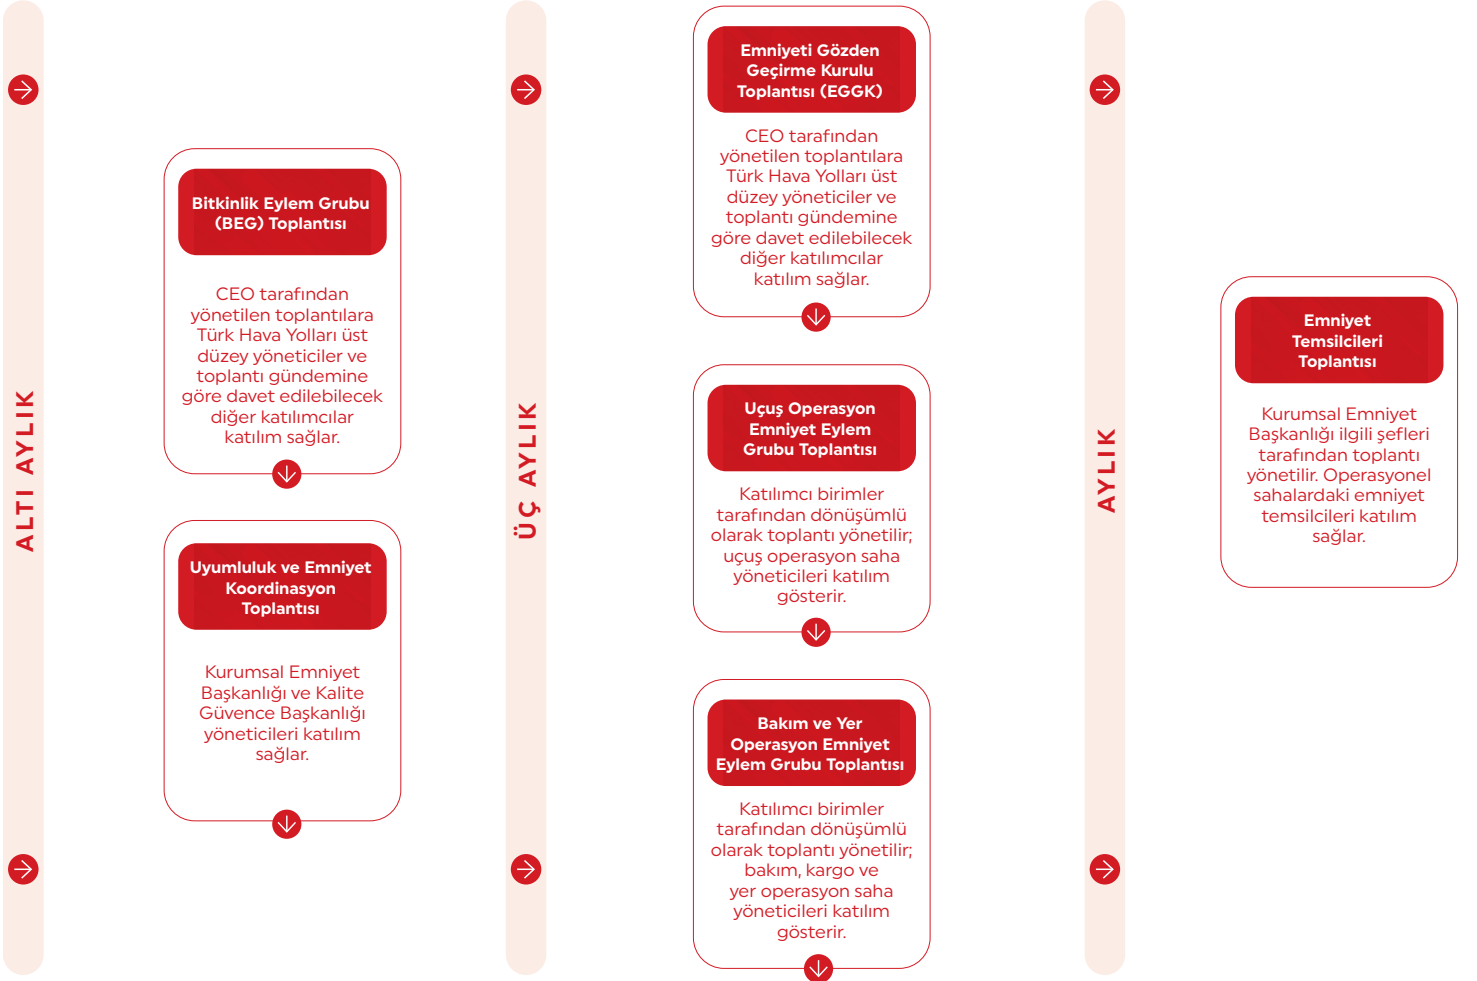 ALTI AYLIK
Bitkinlik Eylem Grubu
(BEG) Toplantısı
CEO tarafından
yönetilen toplantılara
Türk Hava Yolları üst
düzey yöneticiler ve
toplantı gündemine
göre davet edilebilecek
diğer katılımcılar
katılım sağlar.
Uyumluluk ve Emniyet
Koordinasyon
Toplantısı
Kurumsal Emniyet
Başkanlığı ve Kalite
Güvence Başkanlığı
yöneticileri katılım
sağlar.
ÜÇ AYLIK
Emniyeti Gözden
Geçirme Kurulu
Toplantısı (EGGK)
CEO tarafından
yönetilen toplantılara
Türk Hava Yolları üst
düzey yöneticiler ve
toplantı gündemine
göre davet edilebilecek
diğer katılımcılar
katılım sağlar.
Uçuş Operasyon
Emniyet Eylem
Grubu Toplantısı
Katılımcı birimler
tarafından dönüşümlü
olarak toplantı yönetilir;
uçuş operasyon saha
yöneticileri katılım
gösterir.
Bakım ve Yer
Operasyon Emniyet
Eylem Grubu Toplantısı
Katılımcı birimler
tarafından dönüşümlü
olarak toplantı yönetilir;
bakım, kargo ve
yer operasyon saha
yöneticileri katılım
gösterir.
AYLIK
Emniyet
Temsilcileri
Toplantısı
Kurumsal Emniyet
Başkanlığı ilgili şefleri
tarafından toplantı
yönetilir. Operasyonel
sahalardaki emniyet
temsilcileri katılım
sağlar.